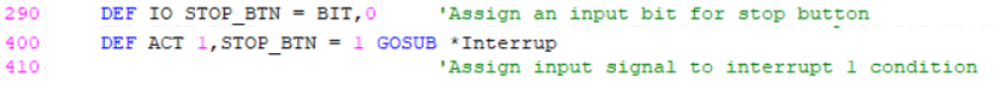 290 DEF IO STOP_BTN = BIT,0 'Assign an input bit for stop button
400 DEF ACT 1,STOP_BTN = 1 GOSUB *Interrup
410 'Assign input signal to interrupt 1 condition